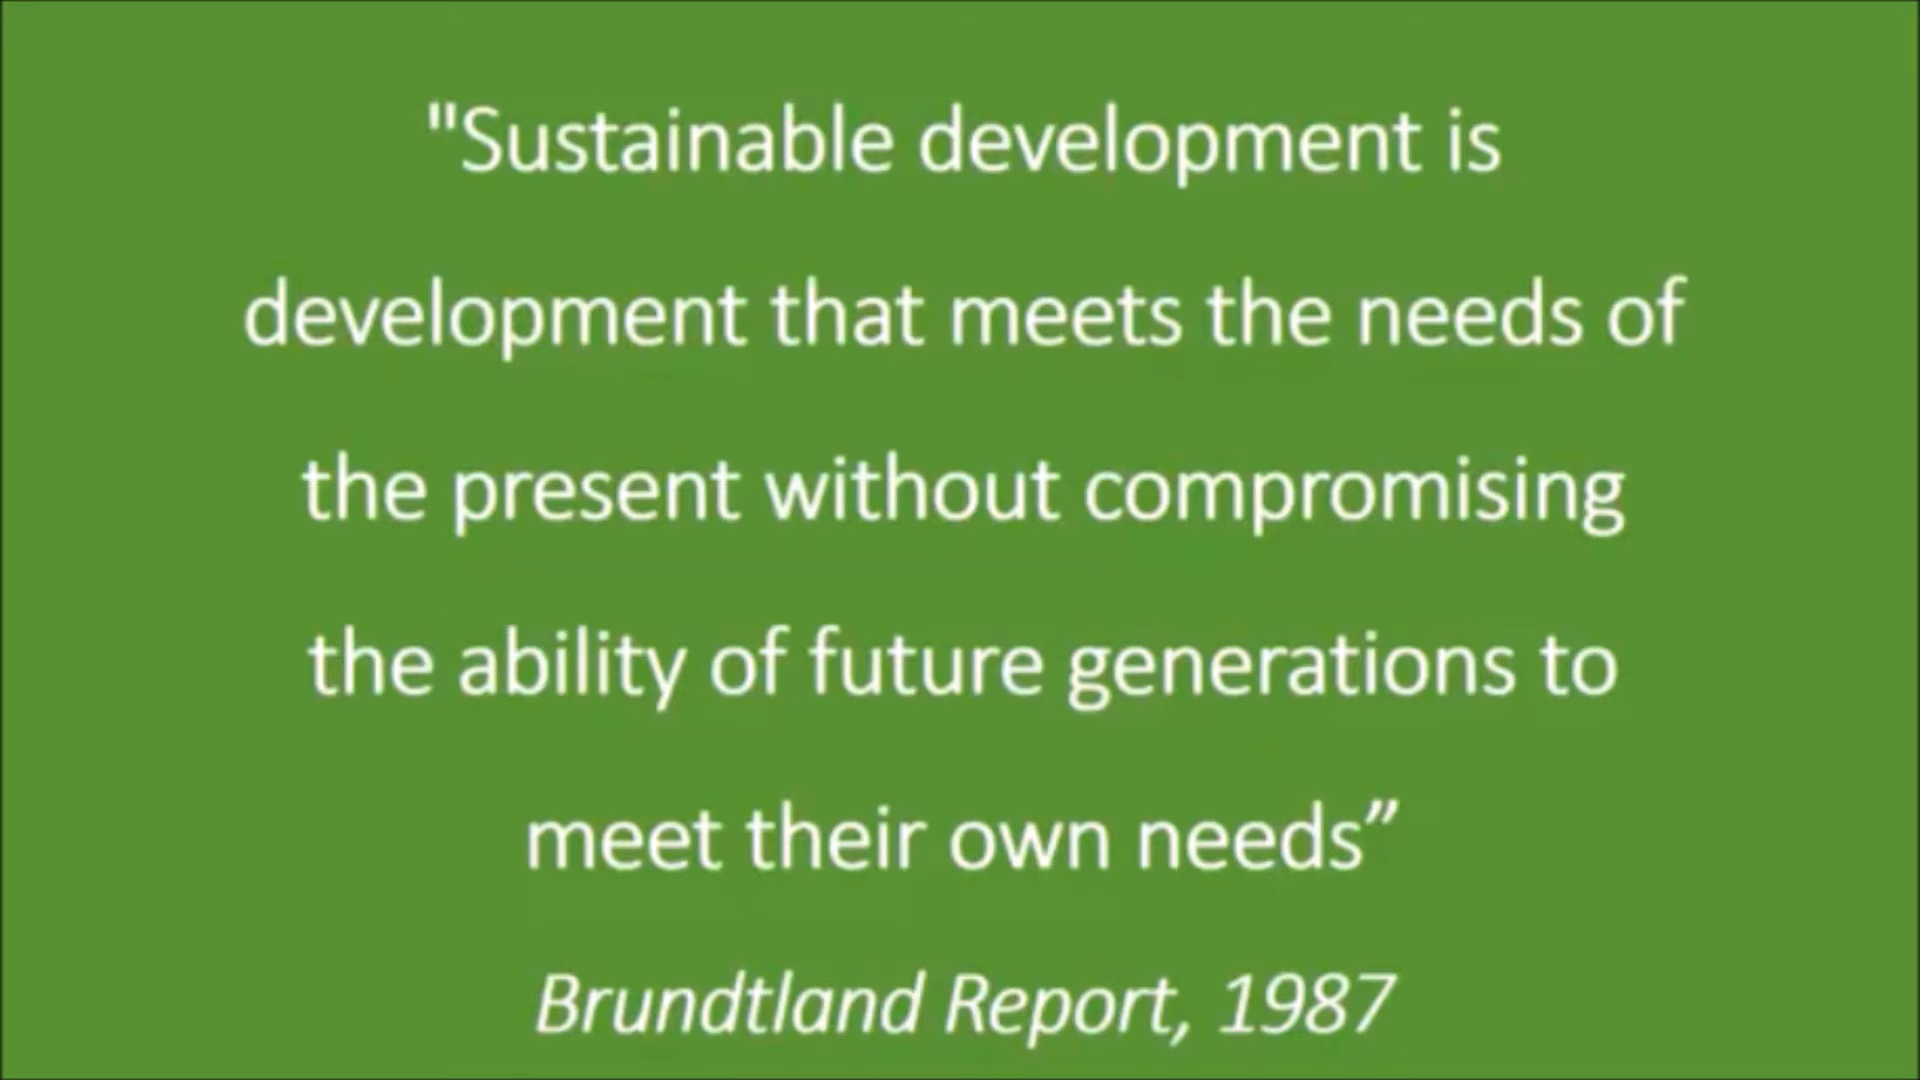 "Sustainable development is
development that meets the needs of
the present without compromising
the ability of future generations to
meet their own needs”
Brundtland Report, 1987